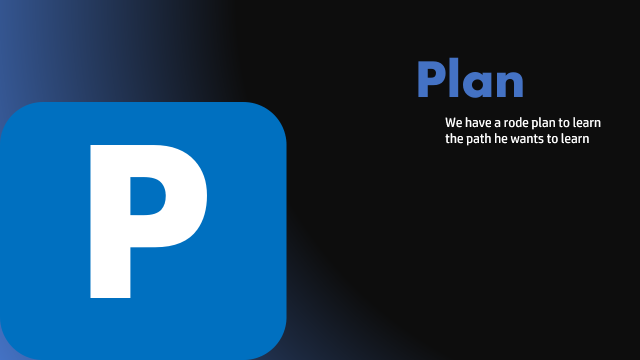 Plan
We have a rode plan to learn
the path he wants to learn
P